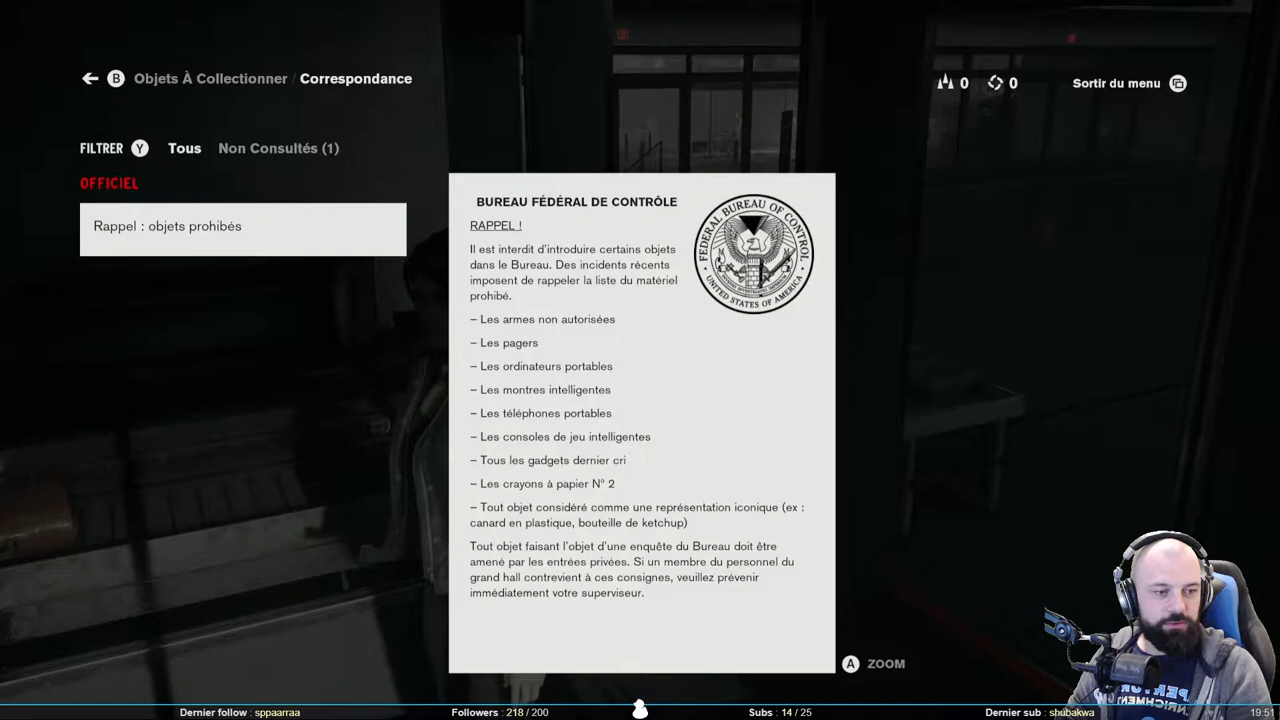 B Objets À Collectionner / Correspondance
0 0 Sortir du menu
FILTRER Y Tous Non Consultés (1)
OFFICIEL
Rappel : objets prohibés
BUREAU FÉDÉRAL DE CONTRÔLE
RAPPEL !
Il est interdit d'introduire certains objets
dans le Bureau. Des incidents récents
imposent de rappeler la liste du matériel
prohibé.
FEDERAL BUREAU OF CONTROL
UNITED STATES OF AMERICA
– Les armes non autorisées
– Les pagers
– Les ordinateurs portables
– Les montres intelligentes
– Les téléphones portables
– Les consoles de jeu intelligentes
– Tous les gadgets dernier cri
– Les crayons à papier N° 2
– Tout objet considéré comme une représentation iconique (ex :
canard en plastique, bouteille de ketchup)
Tout objet faisant l'objet d'une enquête du Bureau doit être
amené par les entrées privées. Si un membre du personnel du
grand hall contrevient à ces consignes, veuillez prévenir
immédiatement votre superviseur.
A ZOOM
Dernier follow : sppaarraa Followers : 218 / 200 Subs : 14 / 25 Dernier sub : shubakwa 19:51